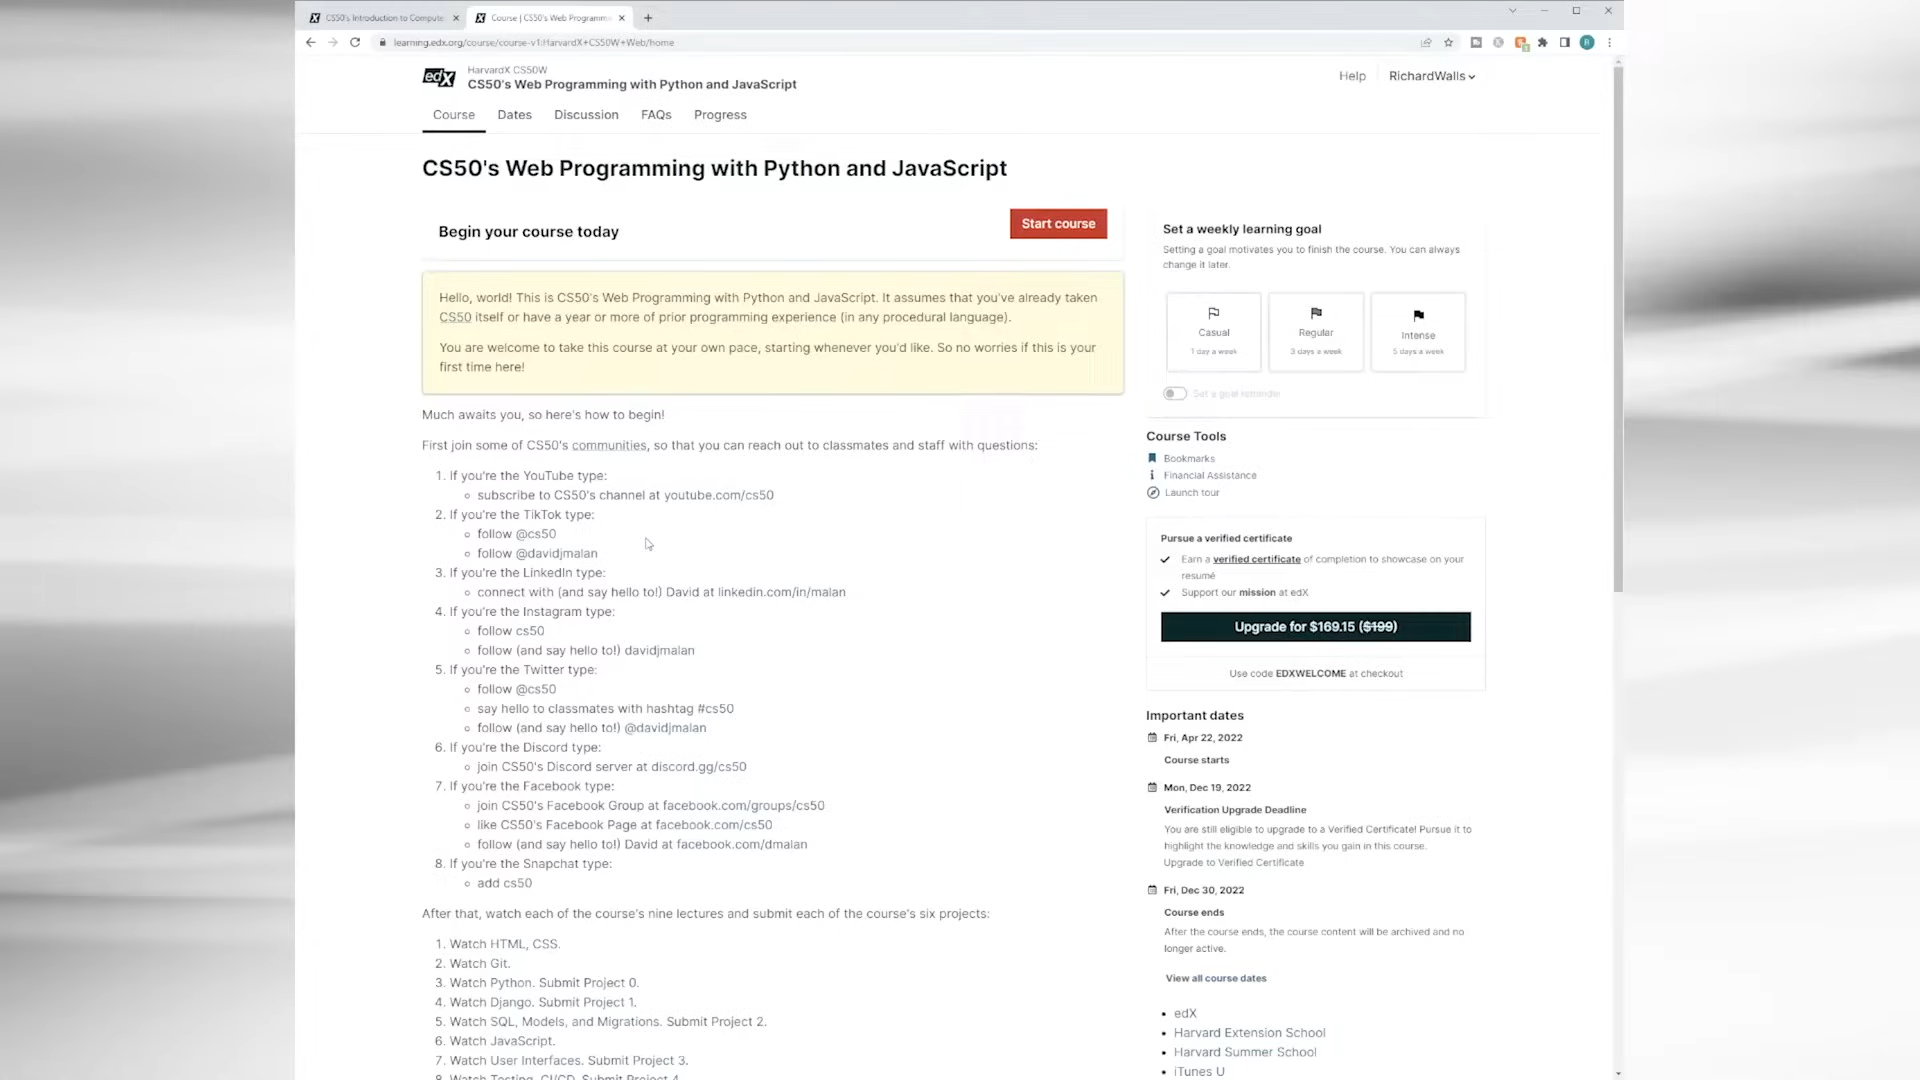 CS50's Introduction to Compute
Course | CS50's Web Programm
learning.edx.org/course/course-v1:HarvardX+CS50W+Web/home
edX
HarvardX CS50W
CS50's Web Programming with Python and JavaScript
Help
RichardWalls
Course
Dates
Discussion
FAQs
Progress
CS50's Web Programming with Python and JavaScript
Begin your course today
Start course
Hello, world! This is CS50's Web Programming with Python and JavaScript. It assumes that you've already taken
CS50 itself or have a year or more of prior programming experience (in any procedural language).
You are welcome to take this course at your own pace, starting whenever you'd like. So no worries if this is your
first time here!
Much awaits you, so here's how to begin!
First join some of CS50's communities, so that you can reach out to classmates and staff with questions:
1. If you're the YouTube type:
subscribe to CS50's channel at youtube.com/cs50
2. If you're the TikTok type:
follow @cs50
follow @davidjmalan
3. If you're the LinkedIn type:
connect with (and say hello to!) David at linkedin.com/in/malan
4. If you're the Instagram type:
follow cs50
follow (and say hello to!) davidjmalan
5. If you're the Twitter type:
follow @cs50
say hello to classmates with hashtag #cs50
follow (and say hello to!) @davidjmalan
6. If you're the Discord type:
join CS50's Discord server at discord.gg/cs50
7. If you're the Facebook type:
join CS50's Facebook Group at facebook.com/groups/cs50
like CS50's Facebook Page at facebook.com/cs50
follow (and say hello to!) David at facebook.com/dmalan
8. If you're the Snapchat type:
add cs50
After that, watch each of the course's nine lectures and submit each of the course's six projects:
1. Watch HTML, CSS.
2. Watch Git.
3. Watch Python. Submit Project 0.
4. Watch Django. Submit Project 1.
5. Watch SQL, Models, and Migrations. Submit Project 2.
6. Watch JavaScript.
7. Watch User Interfaces. Submit Project 3.
8. Watch Testing, CI/CD. Submit Project 4.
Set a weekly learning goal
Setting a goal motivates you to finish the course. You can always
change it later.
Casual
1 day a week
Regular
3 days a week
Intense
5 days a week
Set a goal reminder
Course Tools
Bookmarks
Financial Assistance
Launch tour
Pursue a verified certificate
Earn a verified certificate of completion to showcase on your
resumé
Support our mission at edX
Upgrade for $169.15 ($199)
Use code EDXWELCOME at checkout
Important dates
Fri, Apr 22, 2022
Course starts
Mon, Dec 19, 2022
Verification Upgrade Deadline
You are still eligible to upgrade to a Verified Certificate! Pursue it to
highlight the knowledge and skills you gain in this course.
Upgrade to Verified Certificate
Fri, Dec 30, 2022
Course ends
After the course ends, the course content will be archived and no
longer active.
View all course dates
edX
Harvard Extension School
Harvard Summer School
iTunes U